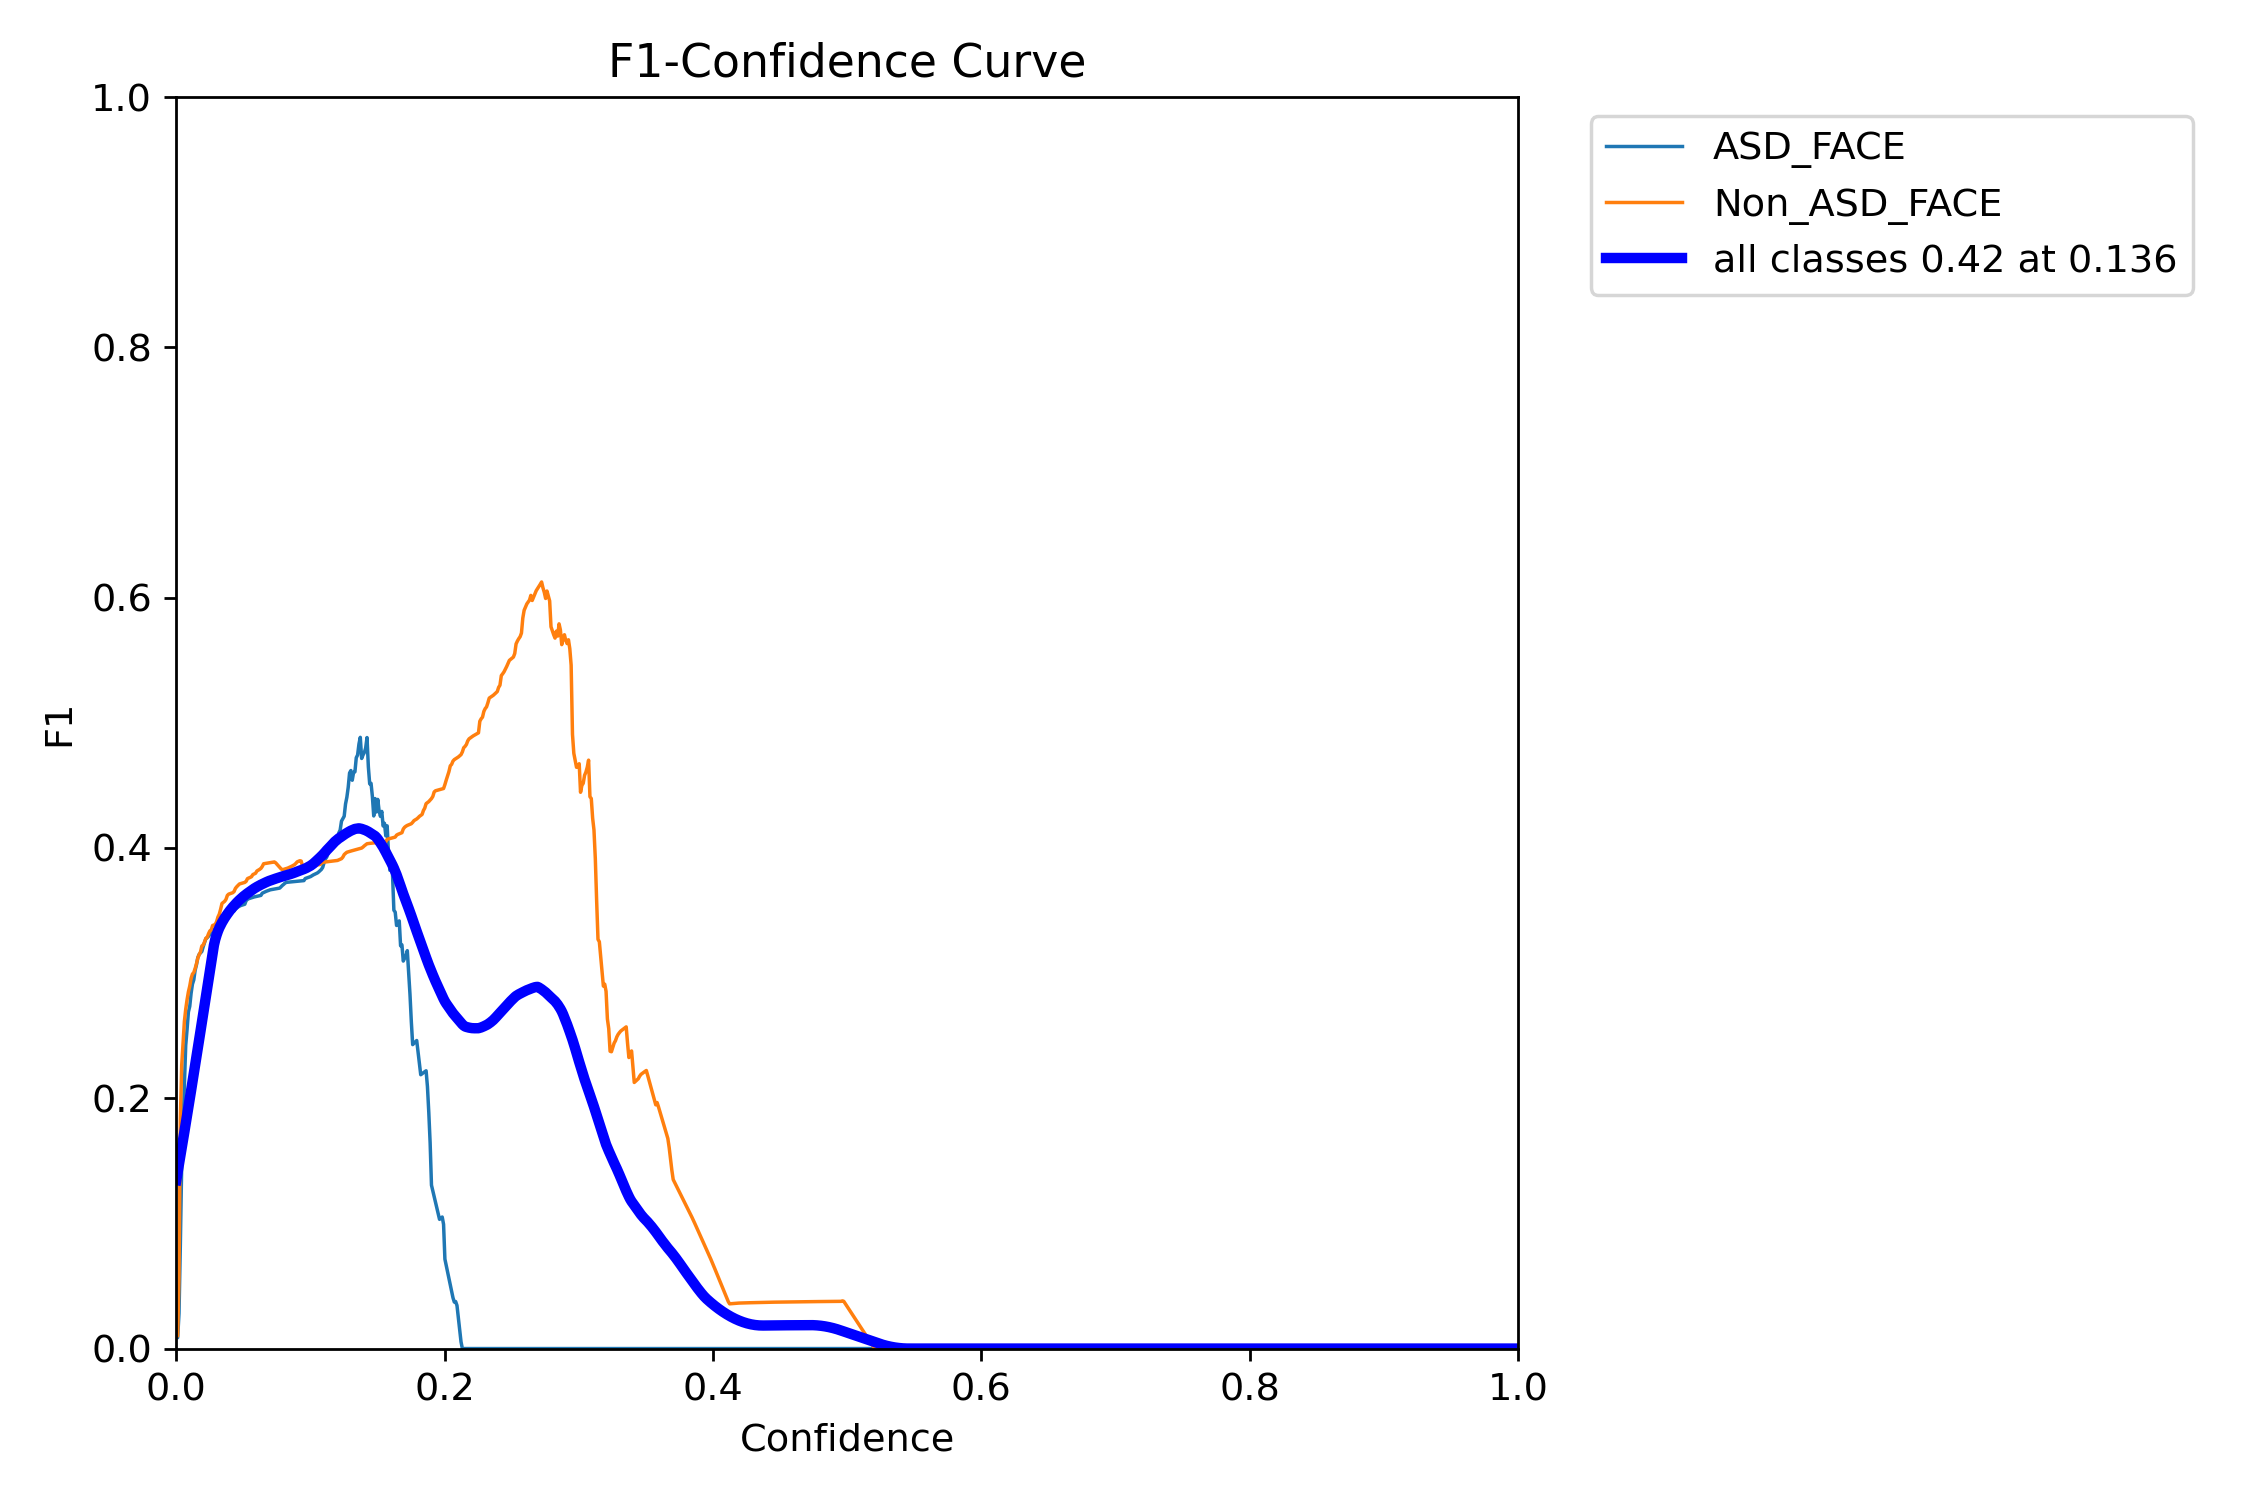 F1-Confidence Curve
1.0
0.8
0.6
0.4
0.2
0.0
F1
0.0 0.2 0.4 0.6 0.8 1.0
Confidence
ASD_FACE
Non_ASD_FACE
all classes 0.42 at 0.136